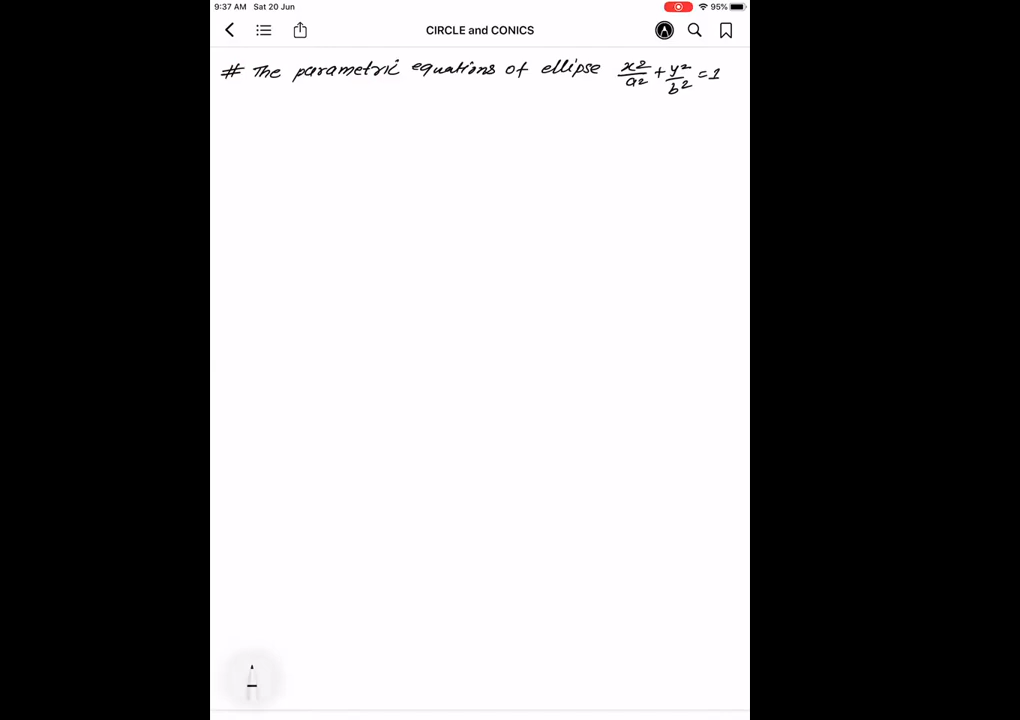 9:37 AM Sat 20 Jun 95%
CIRCLE and CONICS
# The parametric equations of ellipse x²/a² + y²/b² = 1